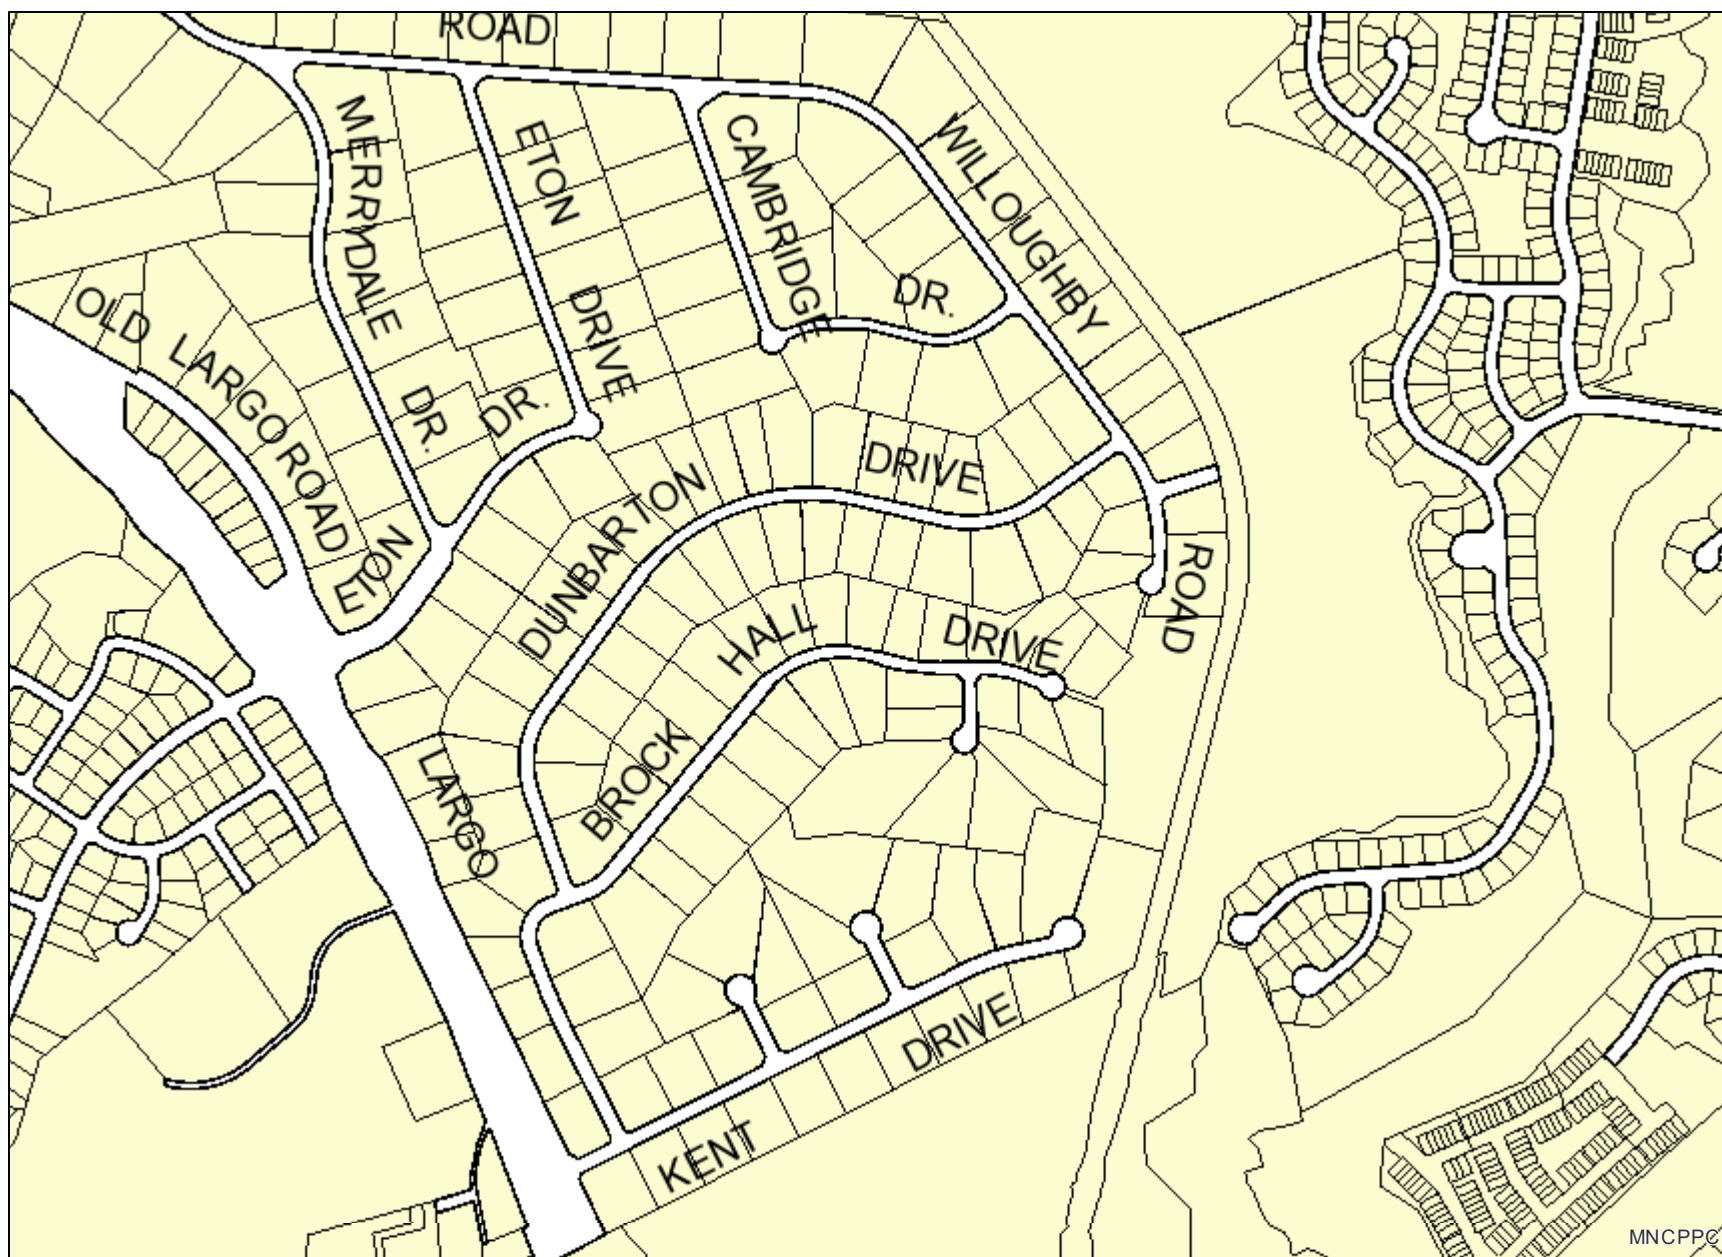 ROAD
MERRYDALE
DR.
ETON
DRIVE
CAMBRIDGE
DR.
WILLOUGHBY
ROAD
OLD LARGO ROAD
ETON
DR.
DUNBARTON
DRIVE
BROCK
HALL
DRIVE
LARGO
KENT
DRIVE
MNCPPC